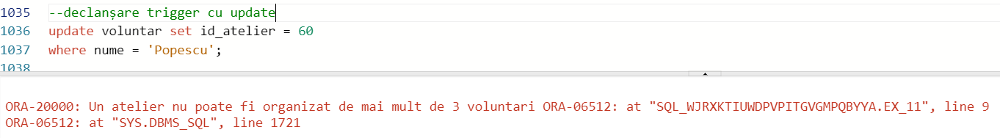 1035 --declanșare trigger cu update
1036 update voluntar set id_atelier = 60
1037 where nume = 'Popescu';
1038
ORA-20000: Un atelier nu poate fi organizat de mai mult de 3 voluntari ORA-06512: at "SQL_WJRXKTIUWDPVPITGVGMPQBYYA.EX_11", line 9
ORA-06512: at "SYS.DBMS_SQL", line 1721